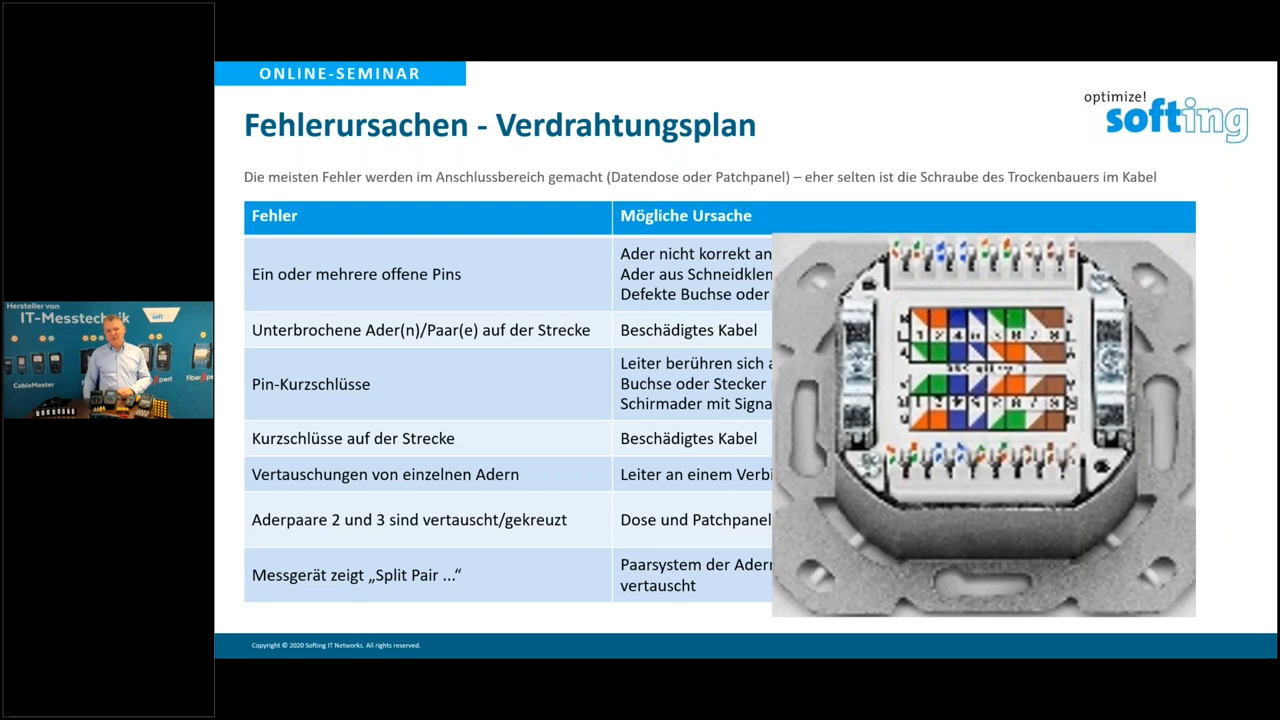 ONLINE-SEMINAR
optimize!
softing
Fehlerursachen - Verdrahtungsplan
Die meisten Fehler werden im Anschlussbereich gemacht (Datendose oder Patchpanel) – eher selten ist die Schraube des Trockenbauers im Kabel
Fehler
Mögliche Ursache
Ein oder mehrere offene Pins
Ader nicht korrekt an
Ader aus Schneidklen
Defekte Buchse oder
Unterbrochene Ader(n)/Paar(e) auf der Strecke
Beschädigtes Kabel
Pin-Kurzschlüsse
Leiter berühren sich a
Buchse oder Stecker
Schirmader mit Signa
Kurzschlüsse auf der Strecke
Beschädigtes Kabel
Vertauschungen von einzelnen Adern
Leiter an einem Verbi
Aderpaare 2 und 3 sind vertauscht/gekreuzt
Dose und Patchpanel
Messgerät zeigt „Split Pair ...“
Paarsystem der Adern
vertauscht
Hersteller von
IT-Messtechnik
soft
CableMaster
Xpert
Fiber Xpert
Copyright © 2020 Softing IT Networks. All rights reserved.